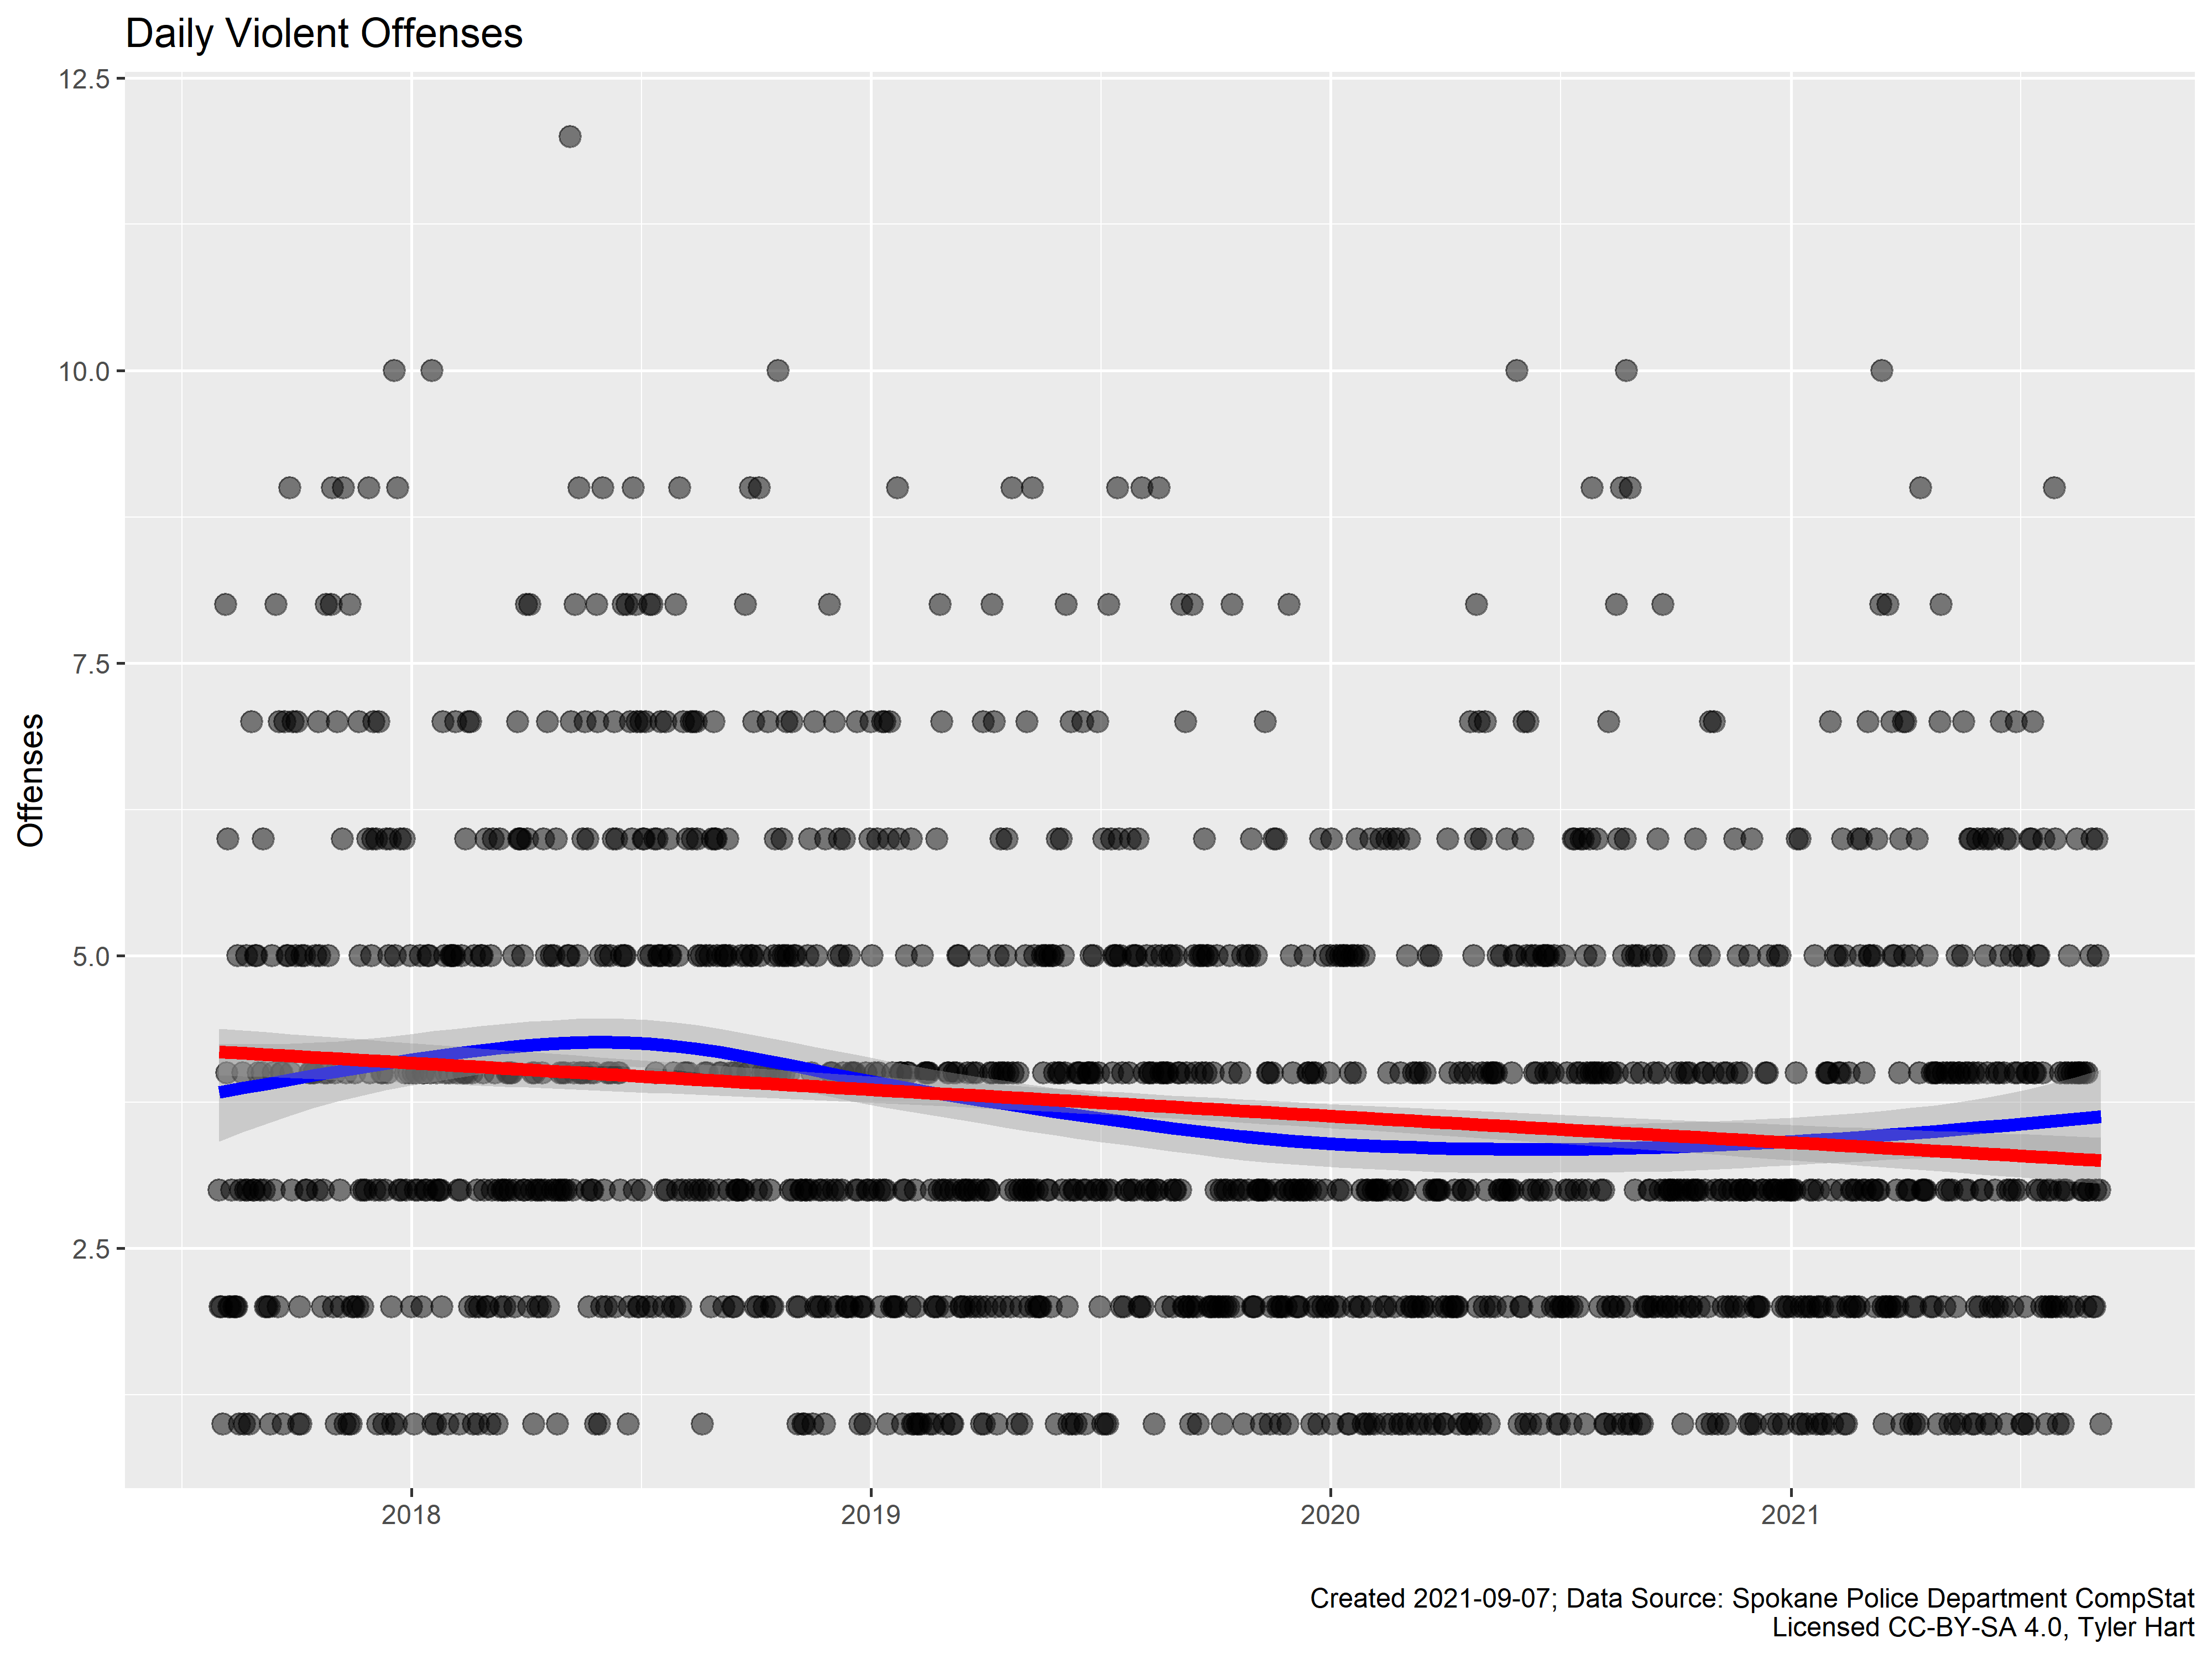 Daily Violent Offenses
12.5
10.0
7.5
5.0
2.5
Offenses
2018 2019 2020 2021
Created 2021-09-07; Data Source: Spokane Police Department CompStat
Licensed CC-BY-SA 4.0, Tyler Hart